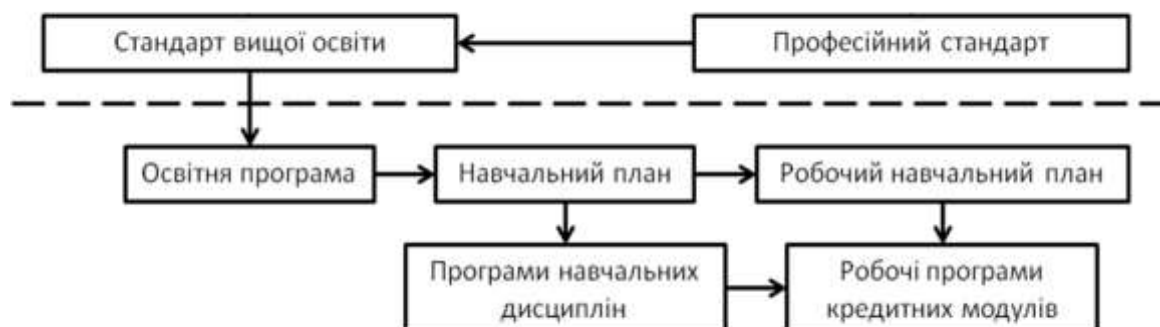 Стандарт вищої освіти
Професійний стандарт
Освітня програма
Навчальний план
Робочий навчальний план
Програми навчальних
дисциплін
Робочі програми
кредитних модулів